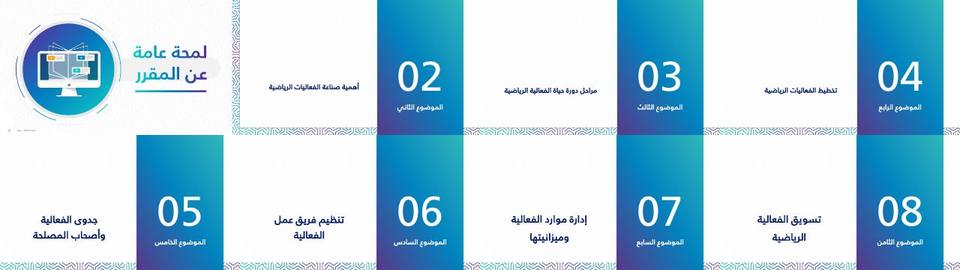 لمحة عامة
عن المقرر
02
الموضوع الثاني
أهمية صناعة الفعاليات الرياضية
03
الموضوع الثالث
مراحل دورة حياة الفعالية الرياضية
04
الموضوع الرابع
تخطيط الفعاليات الرياضية
05
الموضوع الخامس
جدوى الفعالية
وأصحاب المصلحة
06
الموضوع السادس
تنظيم فريق عمل
الفعالية
07
الموضوع السابع
إدارة موارد الفعالية
وميزانيتها
08
الموضوع الثامن
تسويق الفعالية
الرياضية